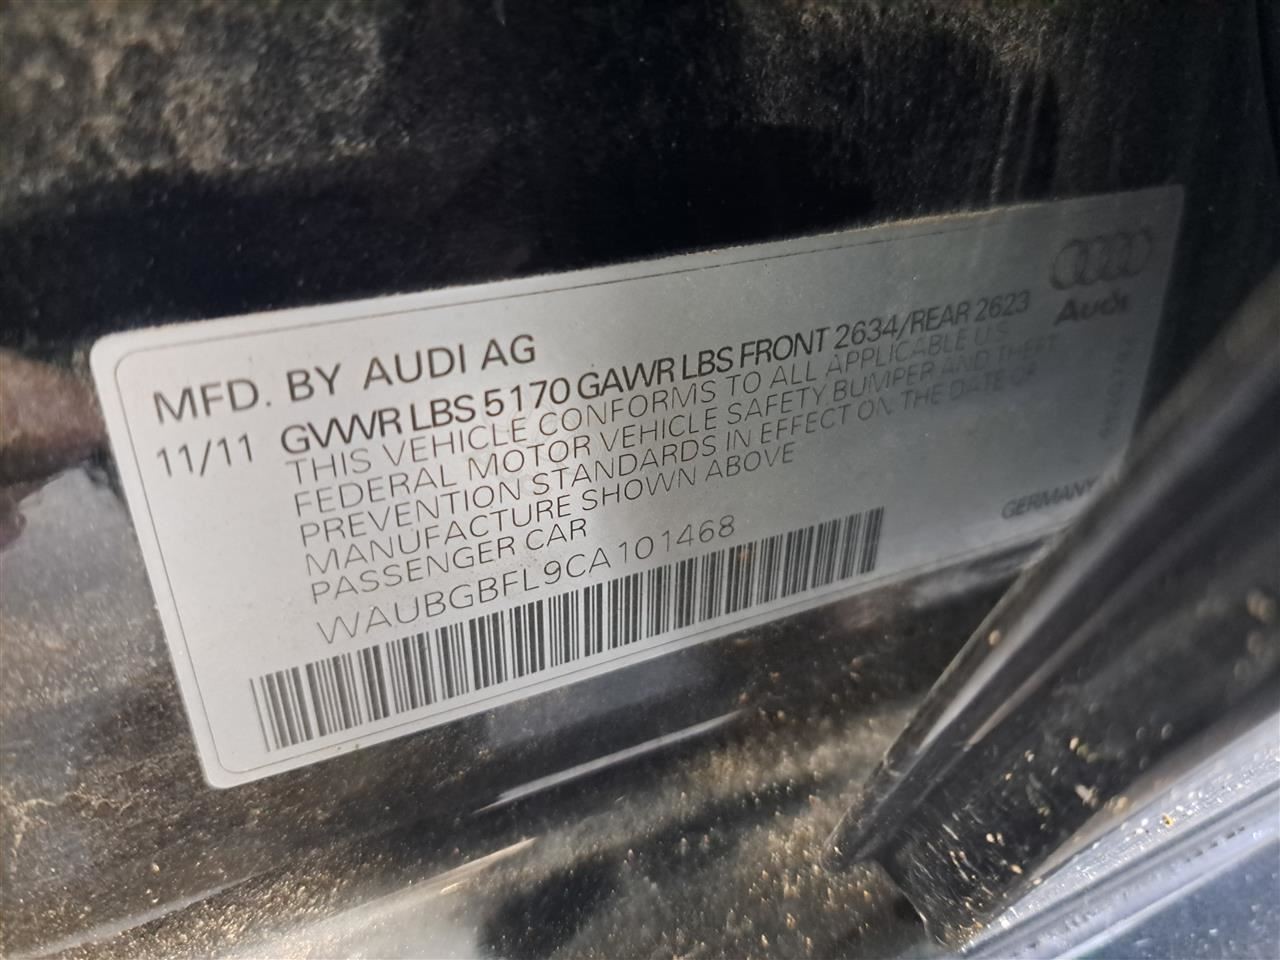 Audi
MFD. BY AUDI AG
11/11 GVWR LBS 5170 GAWR LBS FRONT 2634/REAR 2623
THIS VEHICLE CONFORMS TO ALL APPLICABLE U.S.
FEDERAL MOTOR VEHICLE SAFETY BUMPER AND THEFT
PREVENTION STANDARDS IN EFFECT ON THE DATE OF
MANUFACTURE SHOWN ABOVE
PASSENGER CAR
WAUBGBFL9CA101468
GERMANY